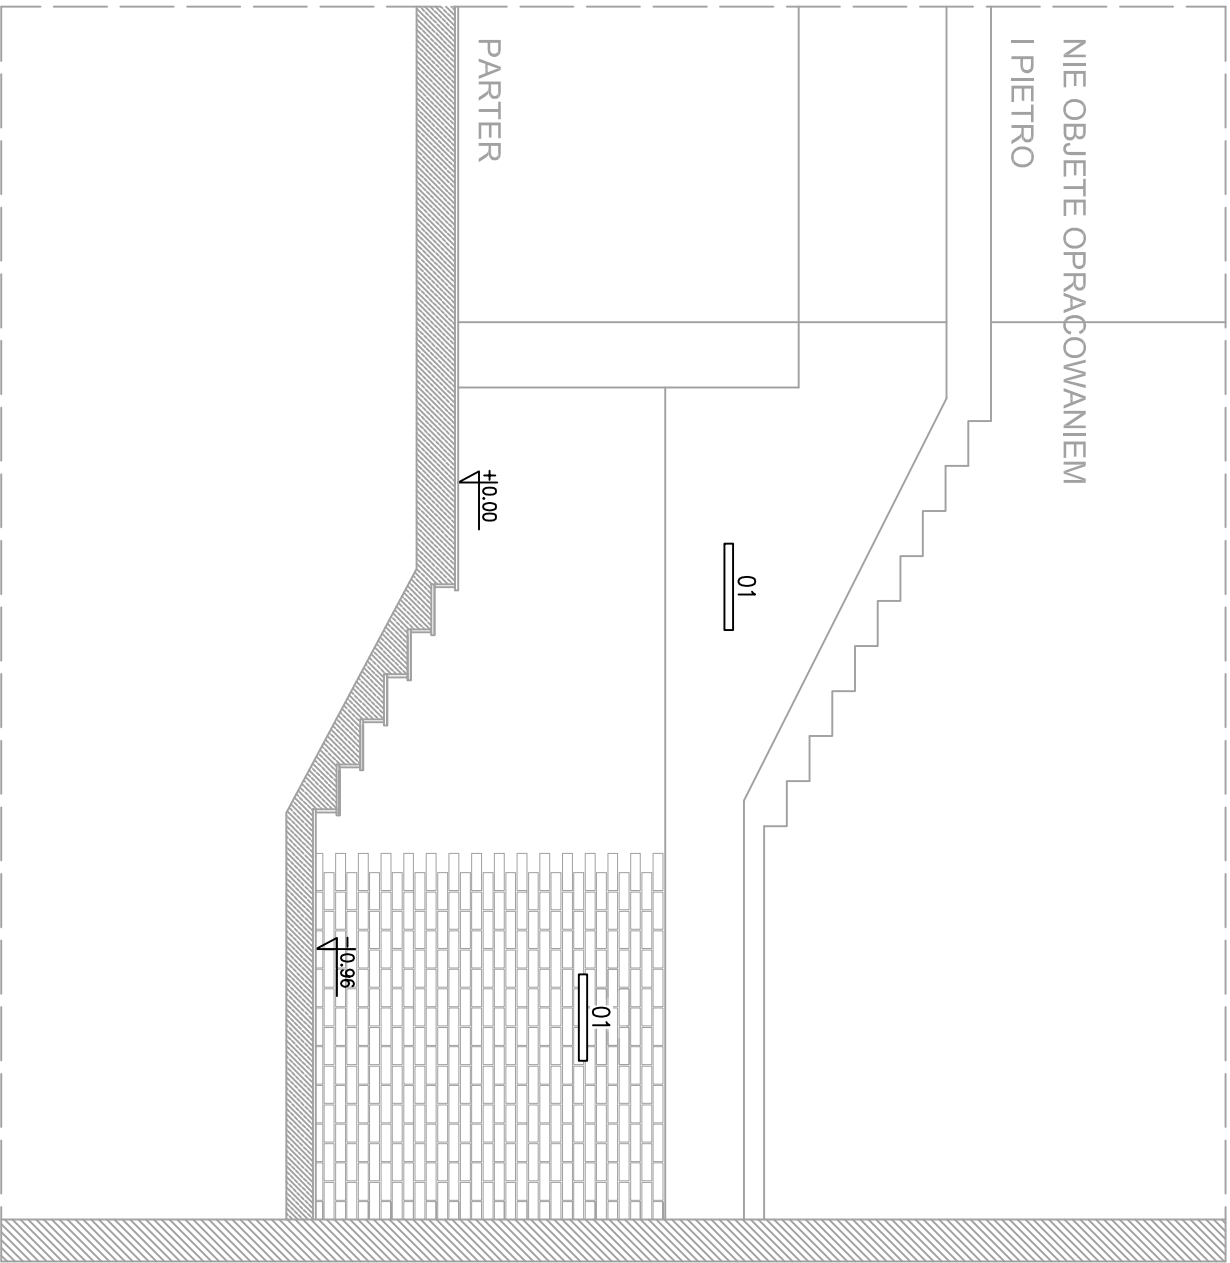 NIE OBJETE OPRACOWANIEM
I PIETRO
01
01
PARTER
+0.00
-0.96